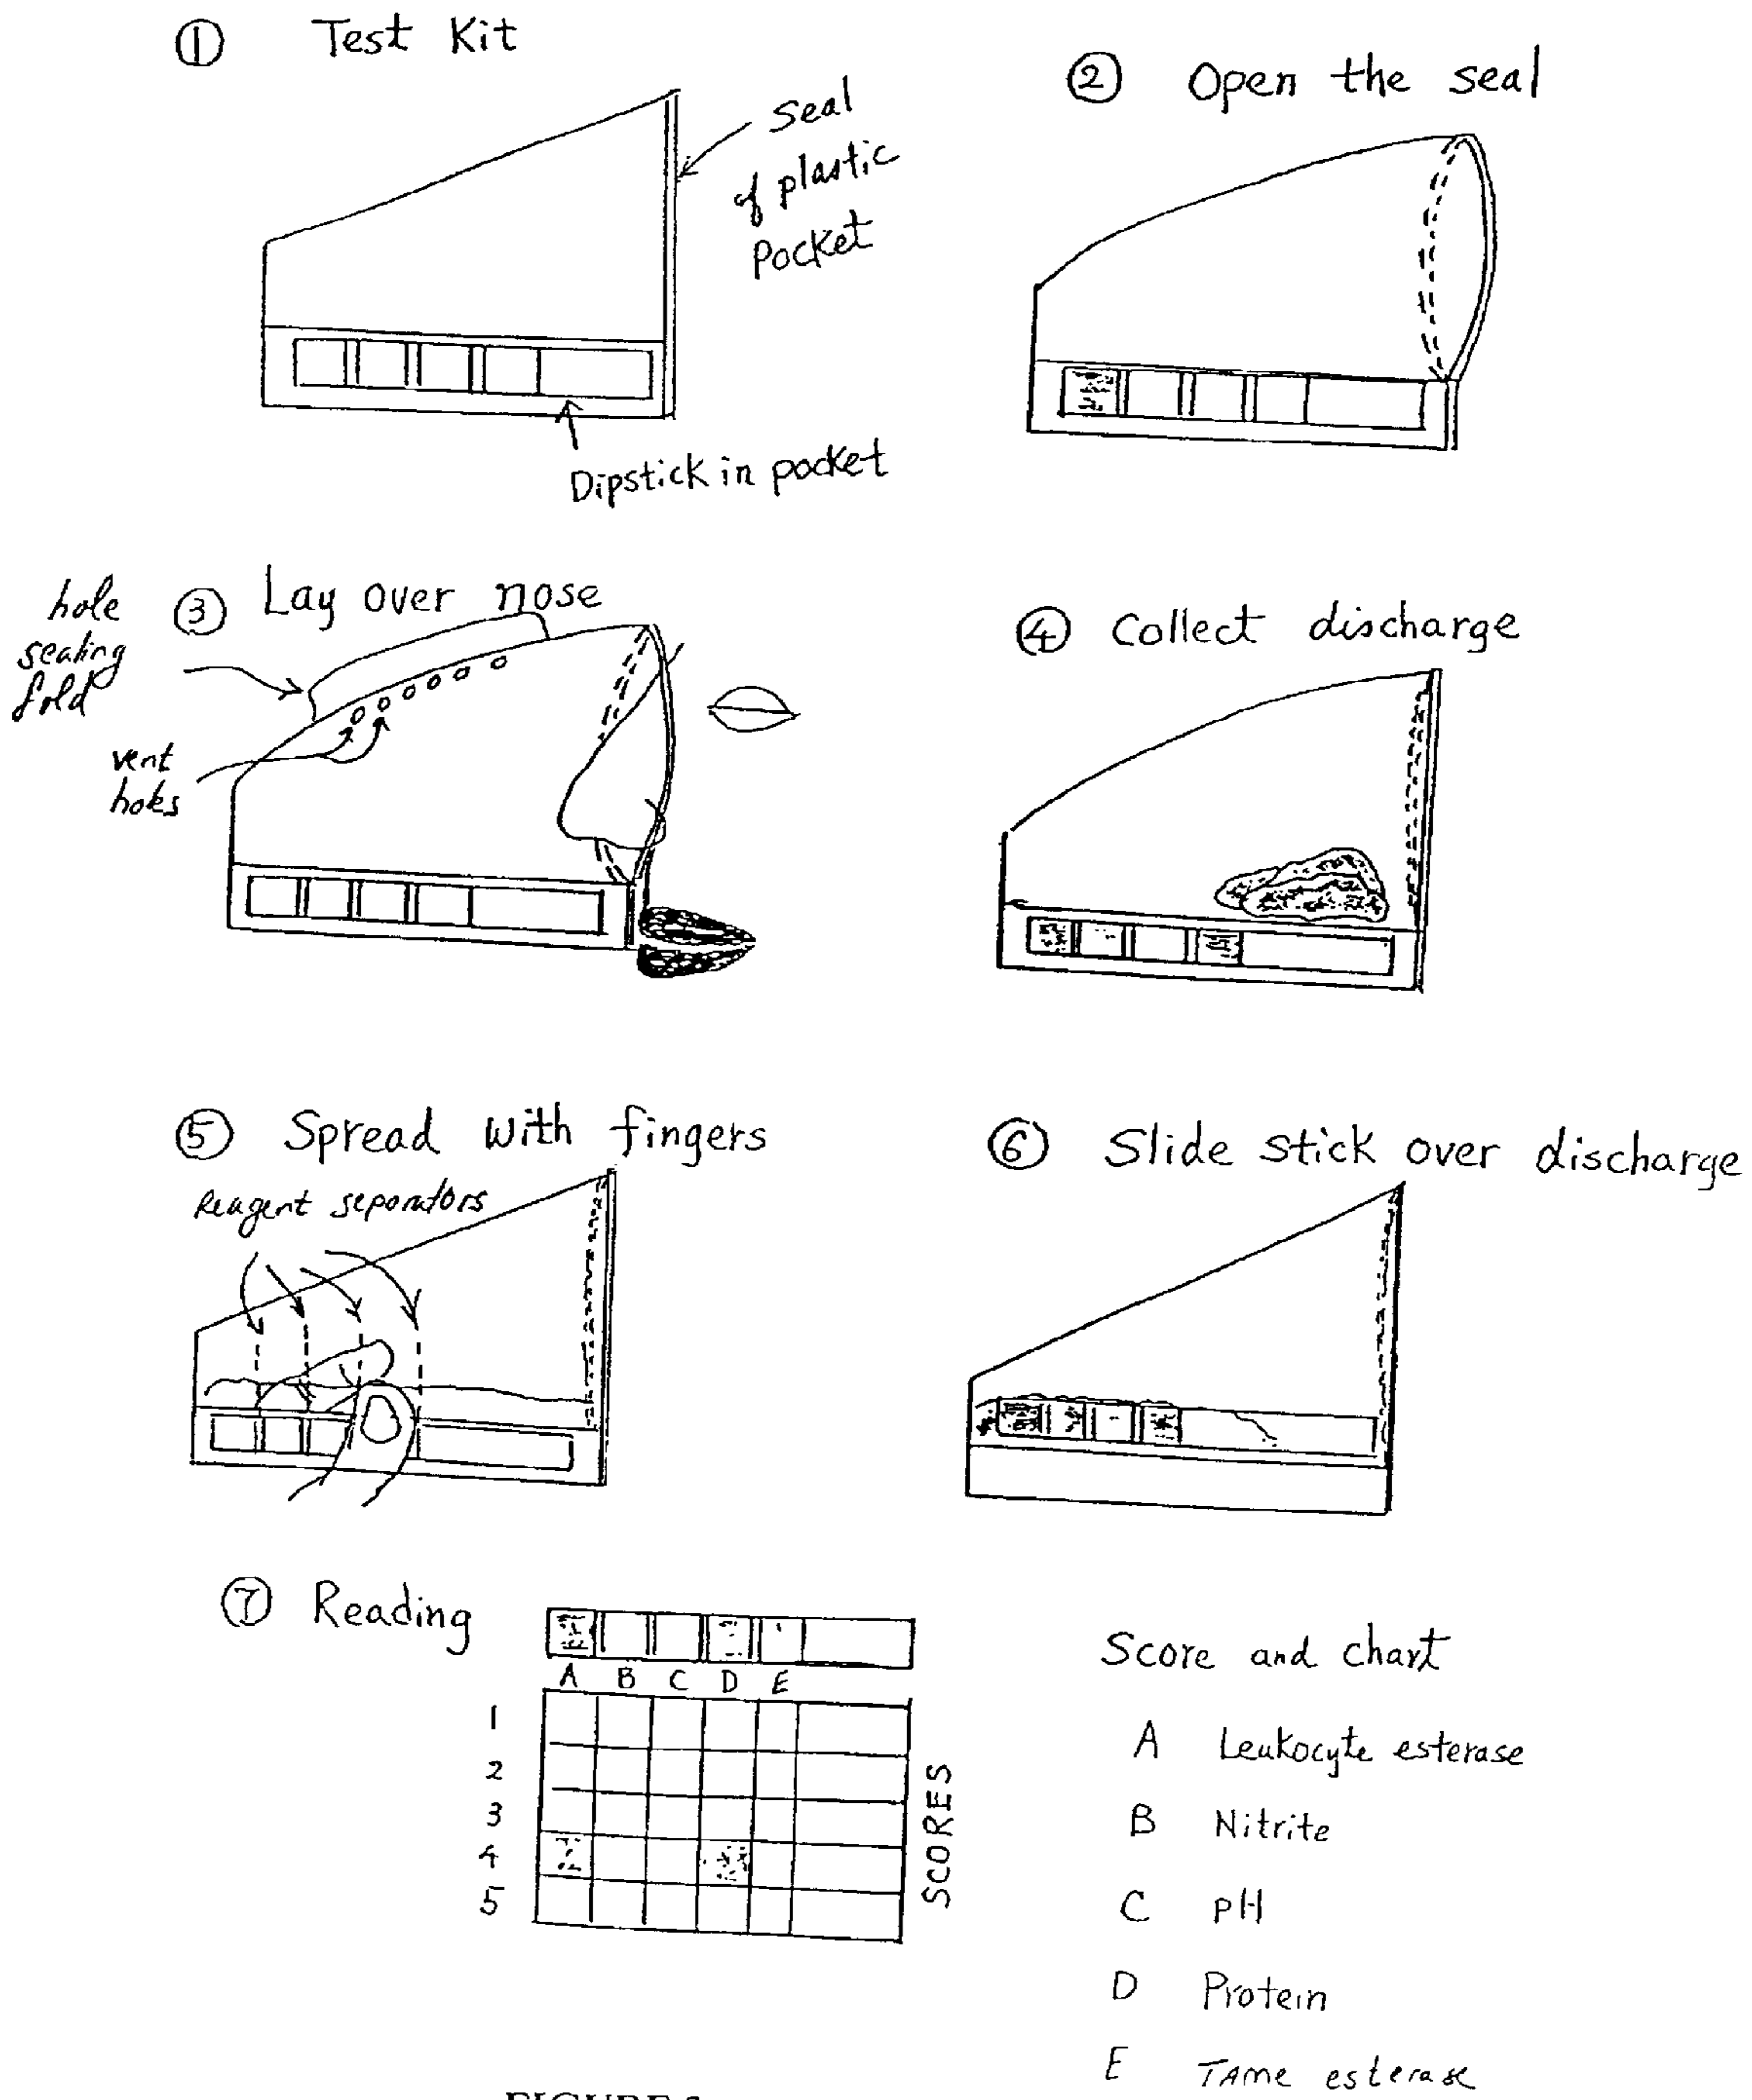 ① Test Kit
seal
of plastic
pocket
Dipstick in pocket
② Open the seal
③ Lay over nose
hole
sealing
fold
vent
holes
④ Collect discharge
⑤ Spread with fingers
Reagent separators
⑥ Slide stick over discharge
⑦ Reading
A B C D E
1
2
3
4
5
SCORES
Score and chart
A Leukocyte esterase
B Nitrite
C pH
D Protein
E TAME esterase